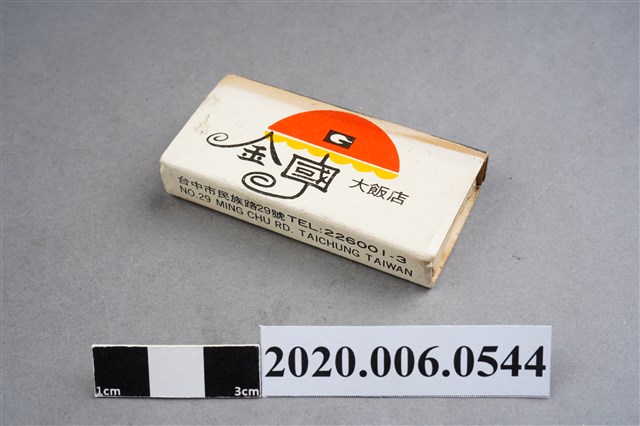 G
金國
大飯店
台中市民族路29號 TEL:226001-3
NO.29 MING CHU RD. TAICHUNG TAIWAN
1cm 3cm
2020.006.0544